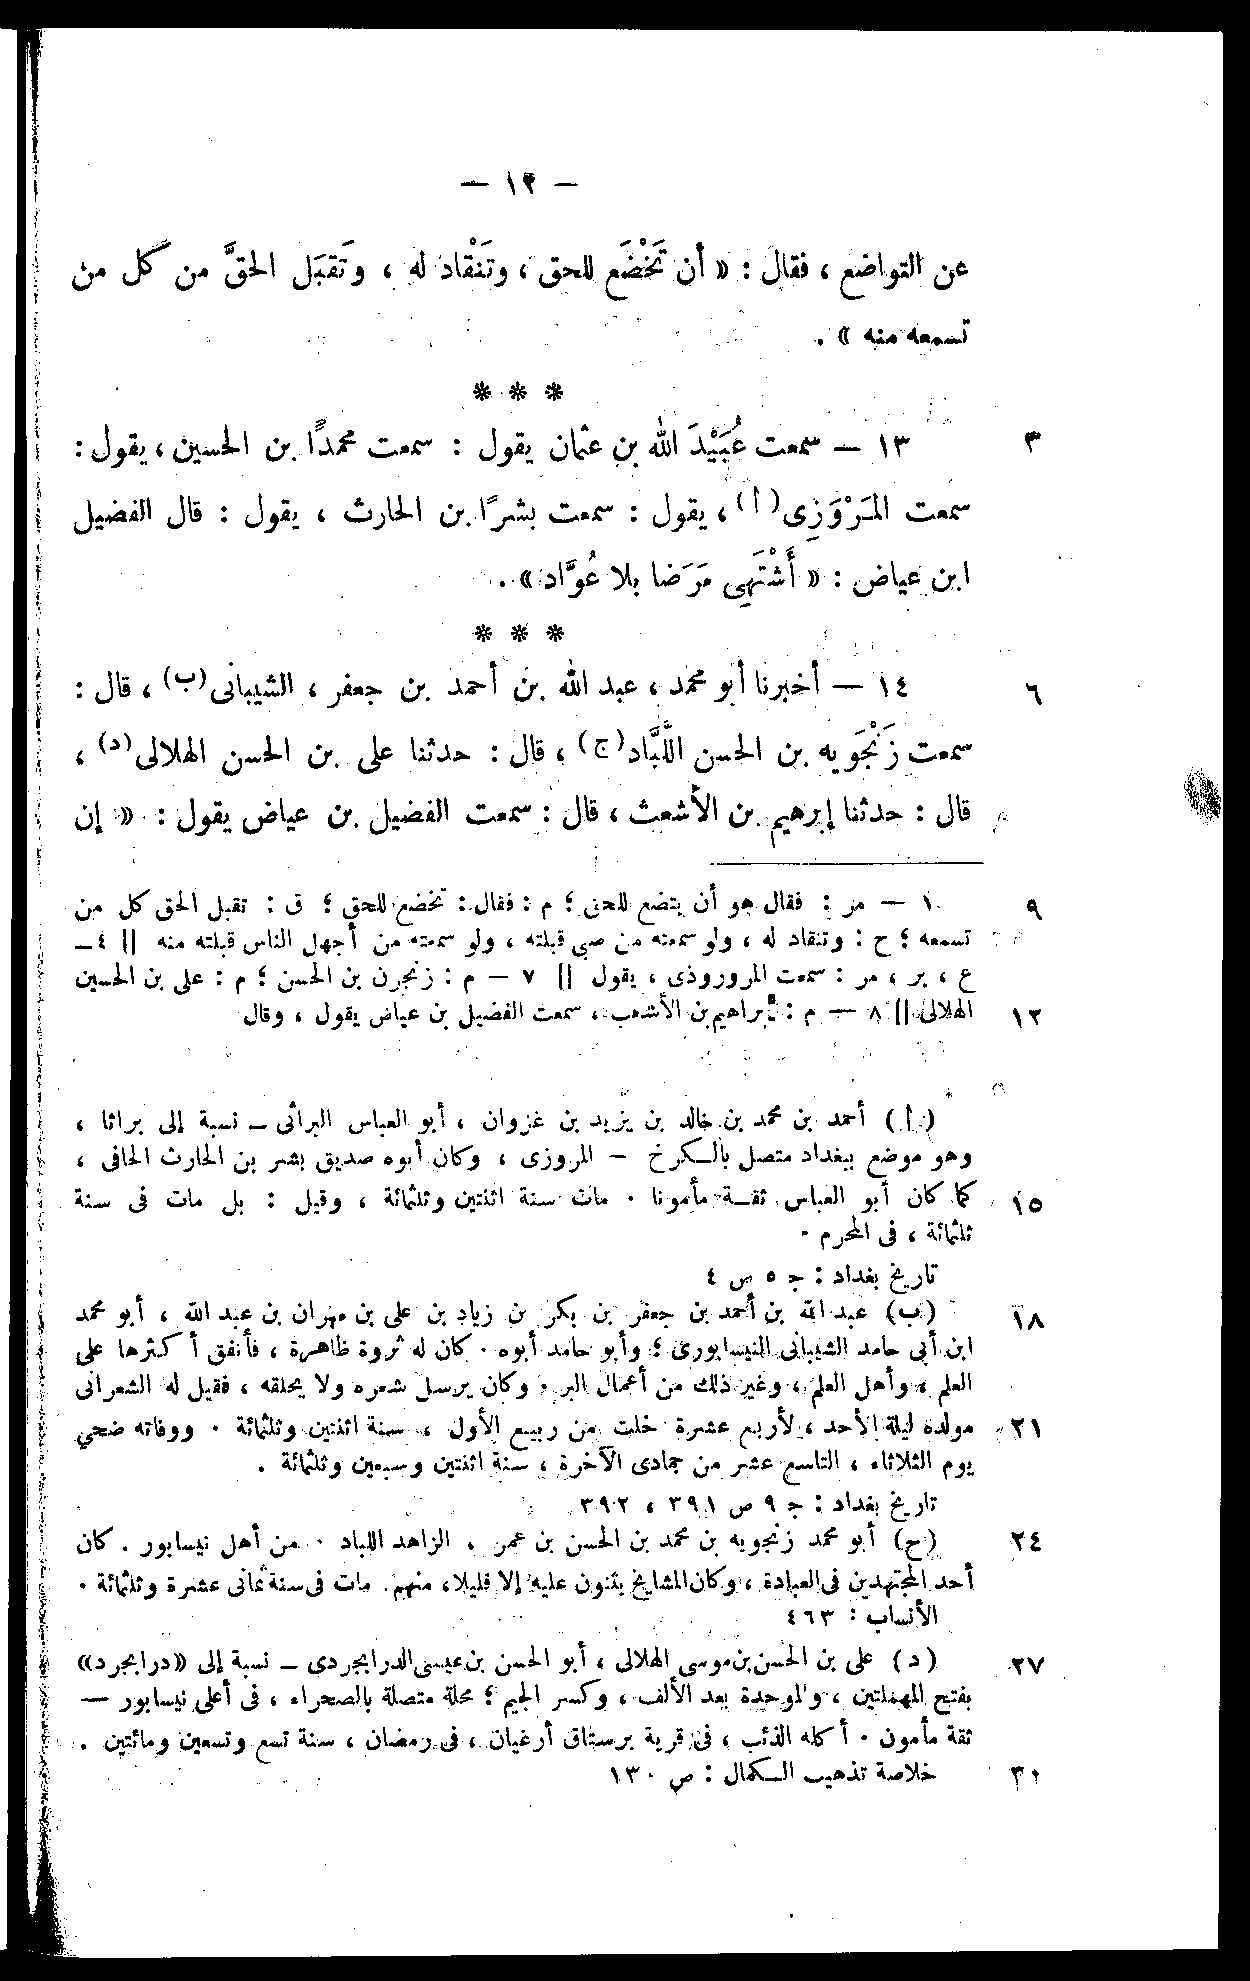 — ١٢ —
عن التواضع ، فقال : « أن تَخْضَع للحق ، وتَنْقاد له ، وتَقبَل الحقَّ من كل من
تسمعه منه » .
* * *
١٣ — سمعت عُبَيْدَ الله بن عثمان يقول : سمعت محمدًا بن الحسين ، يقول : ٣
سمعت المَرْوَزِى(أ) ، يقول : سمعت بشرًا بن الحارث ، يقول : قال الفضيل
ابن عياض : « أَشْتَهِى مَرَضا بلا عُوَّاد » .
* * *
١٤ — أخبرنا أبو محمد ، عبد الله بن أحمد بن جعفر ، الشيبانى(ب) ، قال : ٦
سمعت زَنْجَويه بن الحسن اللَّبَّاد(ج) ، قال : حدثنا على بن الحسن الهلالى(د) ،
قال : حدثنا إبرهيم بن الأشعث ، قال : سمعت الفضيل بن عياض يقول : « إن
١ — مر : فقال هو أن يتضع للحق ؛ م : فقال : تخضع للحق ؛ ق : تقبل الحق كل من ٩
تسمعه ؛ ح : وتنقاد له ، ولو سمعته من صبى قبلته ، ولو سمعته من أجهل الناس قبلته منه || ٤ —
ع ، بر ، مر : سمعت المروروذى ، يقول || ٧ — م : زنجرن بن الحسن ؛ م : على بن الحسين
الهلالى || ٨ — م : إبراهيم بن الأشعب ، سمعت الفضيل بن عياض يقول ، وقال ١٢
(أ) أحمد بن محمد بن خالد بن يزيد بن غزوان ، أبو العباس البراثى – نسبة إلى براثا ،
وهو موضع ببغداد متصل بالكرخ – المروزى ، وكان أبوه صديق بشر بن الحارث الحافى ،
كما كان أبو العباس ثقة مأمونا . مات سنة اثنتين وثلثمائة ، وقيل : بل مات فى سنة ١٥
ثلثمائة ، فى المحرم .
تاريخ بغداد : ج ٥ ص ٤
(ب) عبد الله بن أحمد بن جعفر بن بكر بن زياد بن على بن مهران بن عبد الله ، أبو محمد ١٨
ابن أبى حامد الشيبانى النيسابورى ؛ وأبو حامد أبوه . كان له ثروة ظاهرة ، فأنفق أكثرها على
العلم ، وأهل العلم ، وغير ذلك من أعمال البر . وكان يرسل شعره ولا يحلقه ، فقيل له الشعرانى
مولده ليلة الأحد ، لأربع عشرة خلت من ربيع الأول ، سنة اثنتين وثلثمائة . ووفاته ضحي ٢١
يوم الثلاثاء ، التاسع عشر من جمادى الآخرة ، سنة اثنتين وسبعين وثلثمائة .
تاريخ بغداد : ج ٩ ص ٣٩١ ، ٣٩٢
(ج) أبو محمد زنجويه بن محمد بن الحسن بن عمر . الزاهد اللباد . من أهل نيسابور . كان ٢٤
أحد المجتهدين فى العبادة ، وكان المشايخ يثنون عليه إلا قليلا ، منهم . مات فى سنة ثمانى عشرة وثلثمائة .
الأنساب : ٤٦٣
(د) على بن الحسن بن موسى الهلالى ، أبو الحسن بن عيسى الدرابجردى – نسبة إلى «درابجرد» ٢٧
بفتح المهملتين ، والموحدة بعد الألف ، وكسر الجيم ؛ محلة متصلة بالصحراء ، فى أعلى نيسابور —
ثقة مأمون . أكله الذئب ، فى قرية برستاق أرغيان ، فى رمضان ، سنة تسع وتسعين ومائتين .
خلاصة تذهيب الكمال : ص ١٣٠ ٣٠